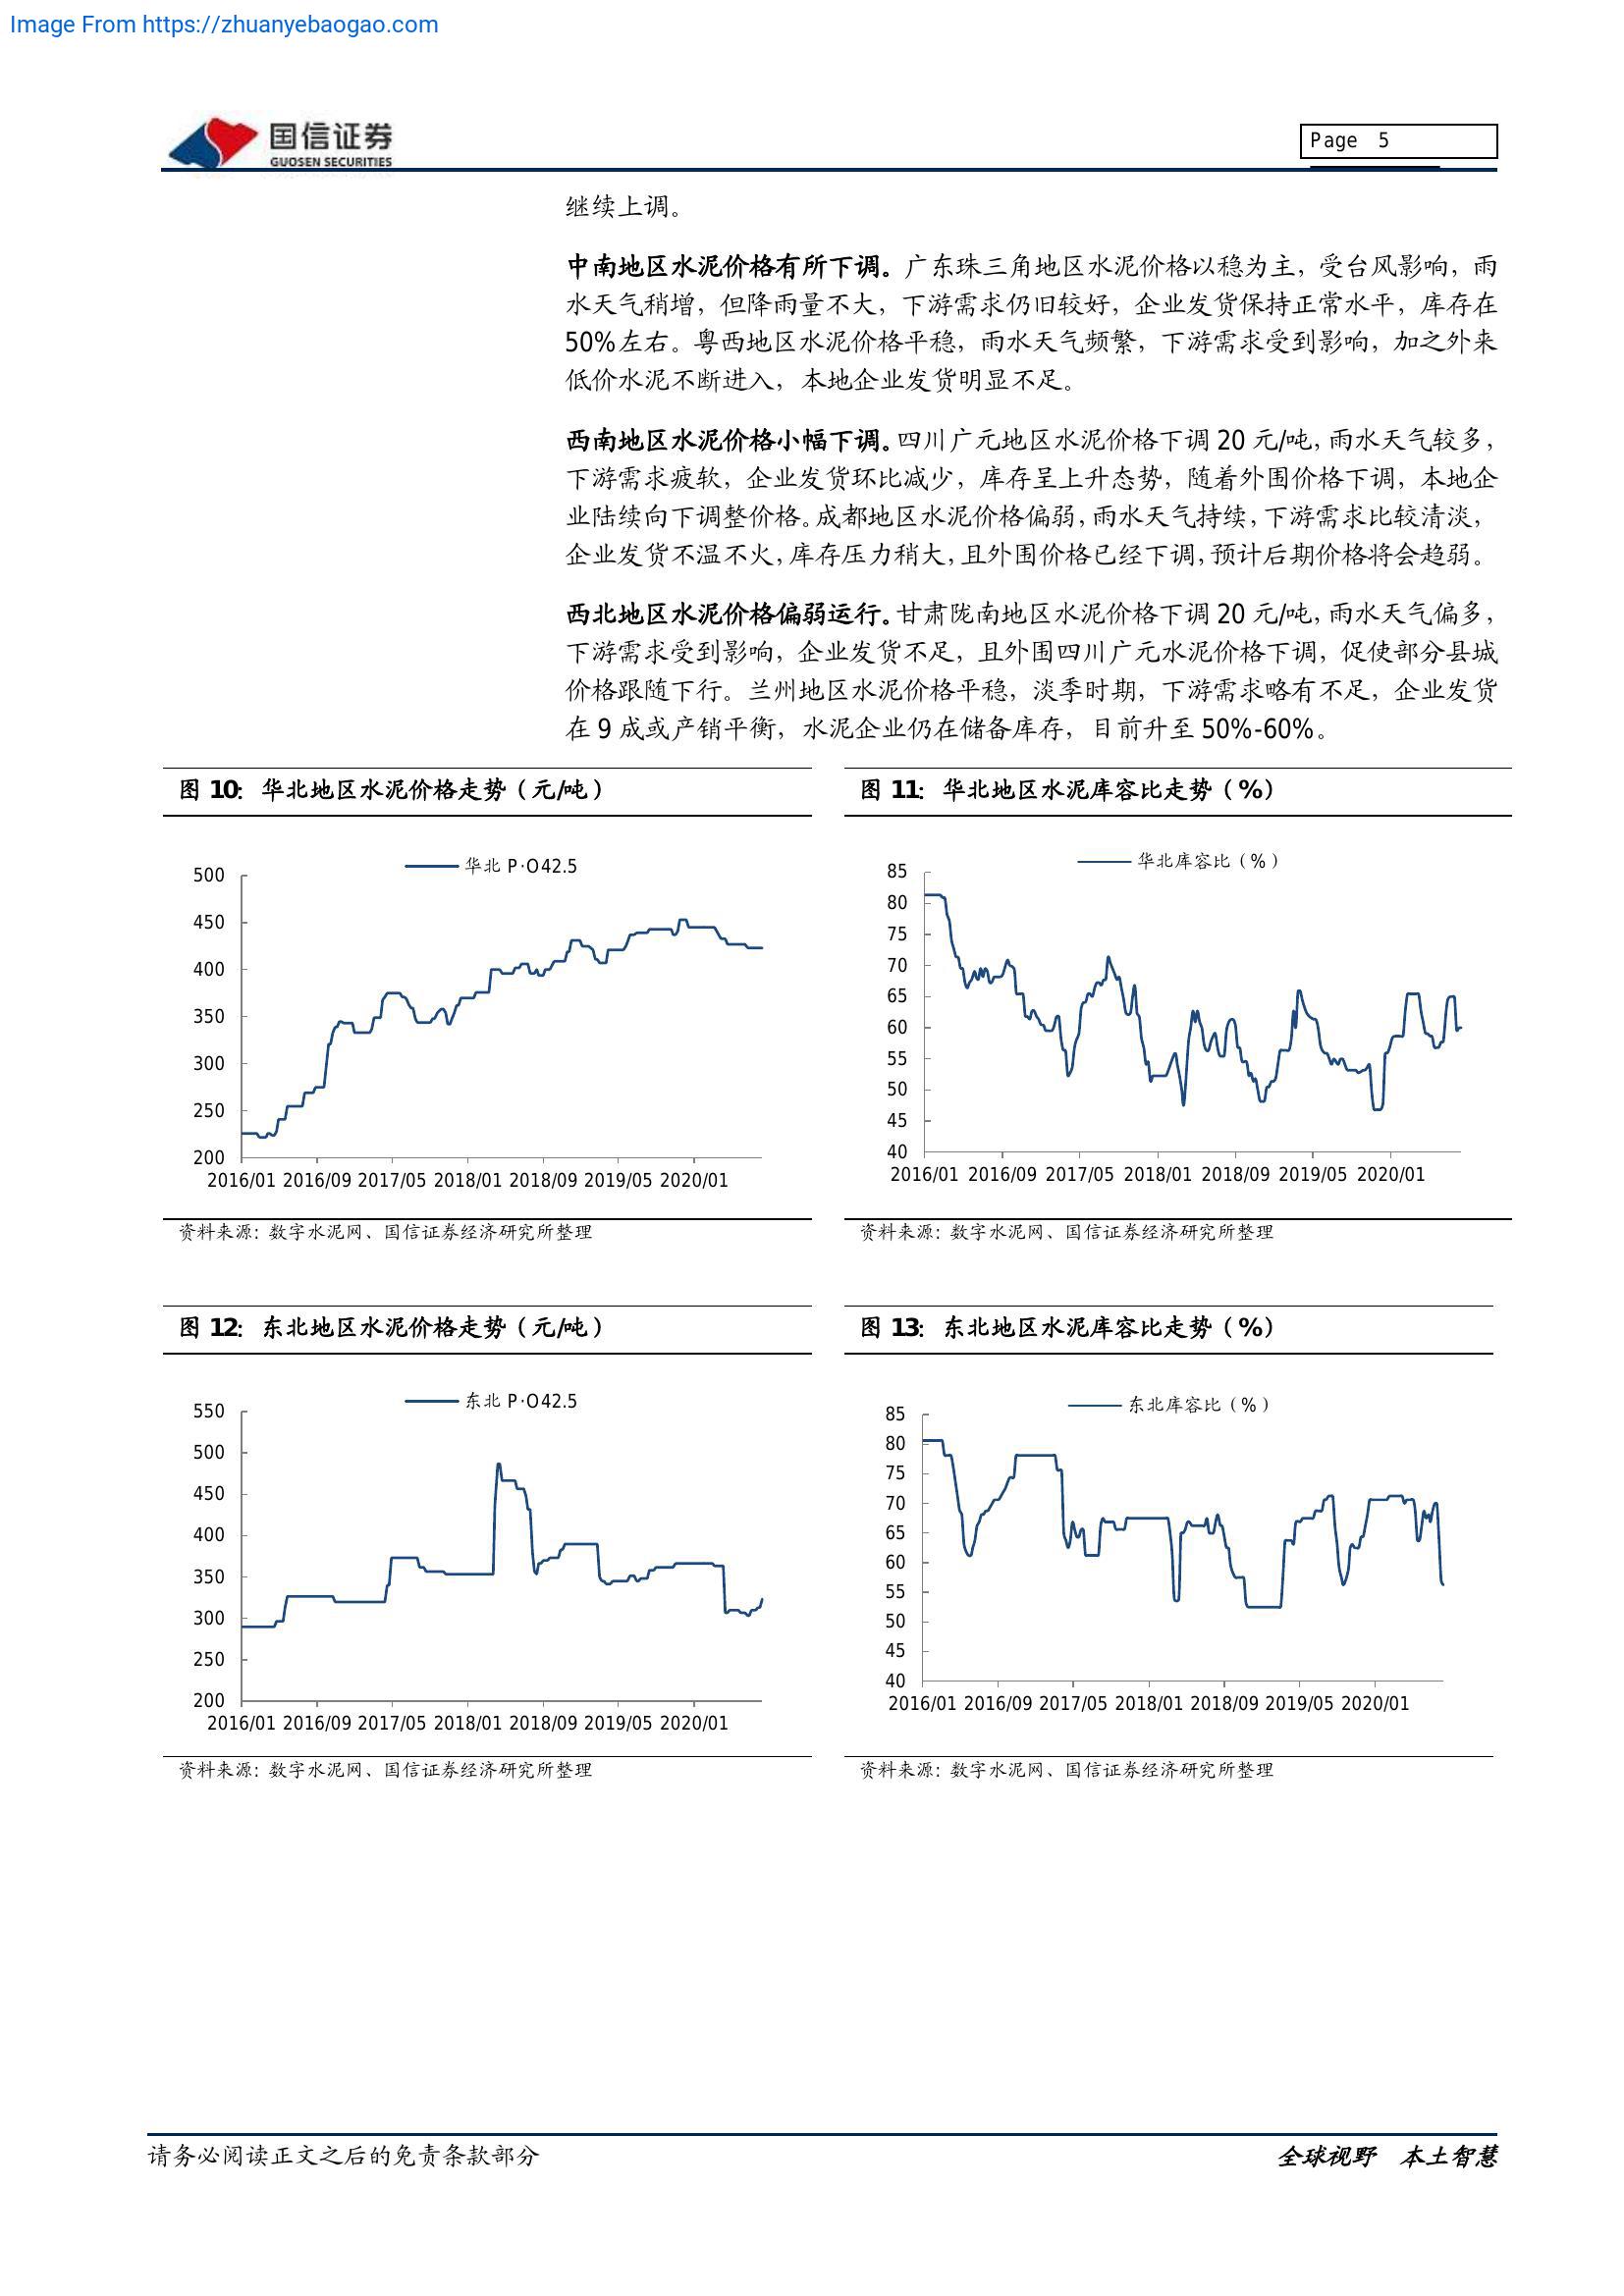 Image From https://zhuanyebaogao.com
国信证券
GUOSEN SECURITIES
Page 5
继续上调。
中南地区水泥价格有所下调。广东珠三角地区水泥价格以稳为主，受台风影响，雨
水天气稍增，但降雨量不大，下游需求仍旧较好，企业发货保持正常水平，库存在
50%左右。粤西地区水泥价格平稳，雨水天气频繁，下游需求受到影响，加之外来
低价水泥不断进入，本地企业发货明显不足。
西南地区水泥价格小幅下调。四川广元地区水泥价格下调 20 元/吨，雨水天气较多，
下游需求疲软，企业发货环比减少，库存呈上升态势，随着外围价格下调，本地企
业陆续向下调整价格。成都地区水泥价格偏弱，雨水天气持续，下游需求比较清淡，
企业发货不温不火，库存压力稍大，且外围价格已经下调，预计后期价格将会趋弱。
西北地区水泥价格偏弱运行。甘肃陇南地区水泥价格下调 20 元/吨，雨水天气偏多，
下游需求受到影响，企业发货不足，且外围四川广元水泥价格下调，促使部分县城
价格跟随下行。兰州地区水泥价格平稳，淡季时期，下游需求略有不足，企业发货
在 9 成或产销平衡，水泥企业仍在储备库存，目前升至 50%-60%。
图 10：华北地区水泥价格走势（元/吨）
华北 P·O42.5
500
450
400
350
300
250
200
2016/01 2016/09 2017/05 2018/01 2018/09 2019/05 2020/01
资料来源：数字水泥网、国信证券经济研究所整理
图 11：华北地区水泥库容比走势（%）
华北库容比（%）
85
80
75
70
65
60
55
50
45
40
2016/01 2016/09 2017/05 2018/01 2018/09 2019/05 2020/01
资料来源：数字水泥网、国信证券经济研究所整理
图 12：东北地区水泥价格走势（元/吨）
东北 P·O42.5
550
500
450
400
350
300
250
200
2016/01 2016/09 2017/05 2018/01 2018/09 2019/05 2020/01
资料来源：数字水泥网、国信证券经济研究所整理
图 13：东北地区水泥库容比走势（%）
东北库容比（%）
85
80
75
70
65
60
55
50
45
40
2016/01 2016/09 2017/05 2018/01 2018/09 2019/05 2020/01
资料来源：数字水泥网、国信证券经济研究所整理
请务必阅读正文之后的免责条款部分
全球视野 本土智慧